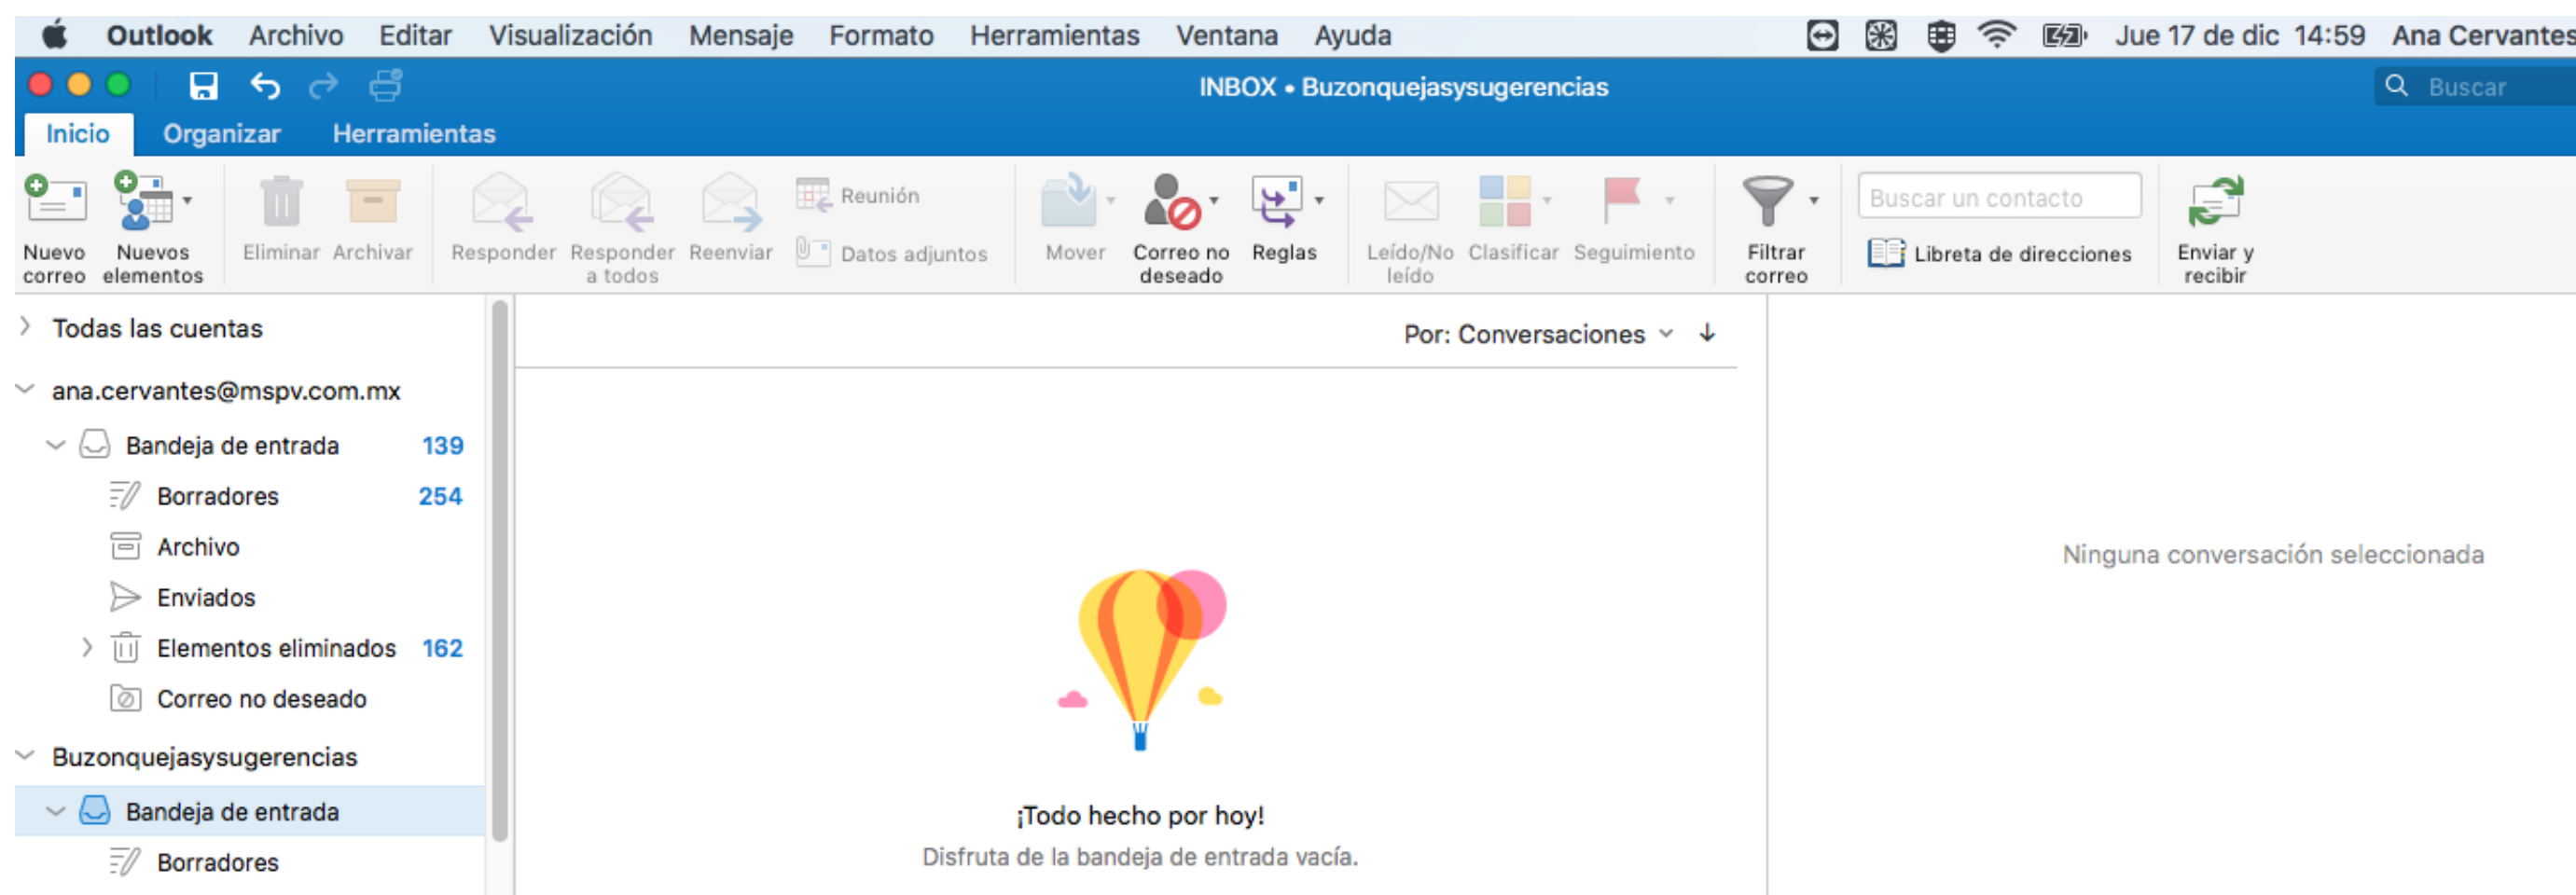 Outlook Archivo Editar Visualización Mensaje Formato Herramientas Ventana Ayuda Jue 17 de dic 14:59 Ana Cervantes
INBOX • Buzonquejasysugerencias Buscar
Inicio Organizar Herramientas
Nuevo correo
Nuevos elementos
Eliminar
Archivar
Responder
Responder a todos
Reenviar
Reunión
Datos adjuntos
Mover
Correo no deseado
Reglas
Leído/No leído
Clasificar
Seguimiento
Filtrar correo
Buscar un contacto
Libreta de direcciones
Enviar y recibir
Todas las cuentas
ana.cervantes@mspv.com.mx
Bandeja de entrada 139
Borradores 254
Archivo
Enviados
Elementos eliminados 162
Correo no deseado
Buzonquejasysugerencias
Bandeja de entrada
Borradores
Por: Conversaciones
¡Todo hecho por hoy!
Disfruta de la bandeja de entrada vacía.
Ninguna conversación seleccionada